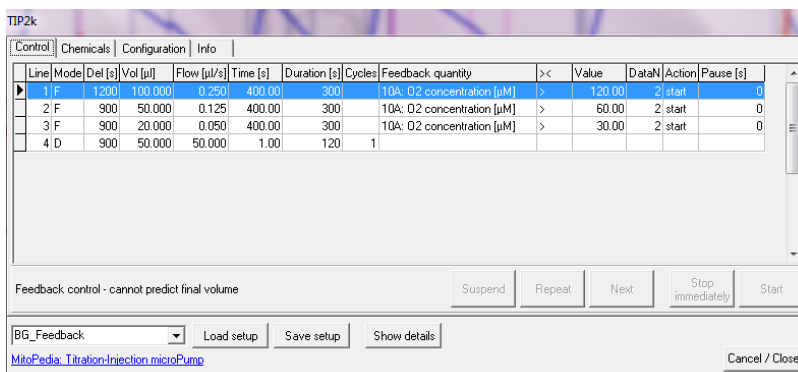 TIP2k
Control Chemicals Configuration Info
Line Mode Del [s] Vol [µl] Flow [µl/s] Time [s] Duration [s] Cycles Feedback quantity >< Value DataN Action Pause [s]
1 F 1200 100.000 0.250 400.00 300 10A: O2 concentration [µM] > 120.00 2 start 0
2 F 900 50.000 0.125 400.00 300 10A: O2 concentration [µM] > 60.00 2 start 0
3 F 900 20.000 0.050 400.00 300 10A: O2 concentration [µM] > 30.00 2 start 0
4 D 900 50.000 50.000 1.00 120 1
Feedback control - cannot predict final volume Suspend Repeat Next Stop immediately Start
BG_Feedback Load setup Save setup Show details
MitoPedia: Titration-Injection microPump Cancel / Close